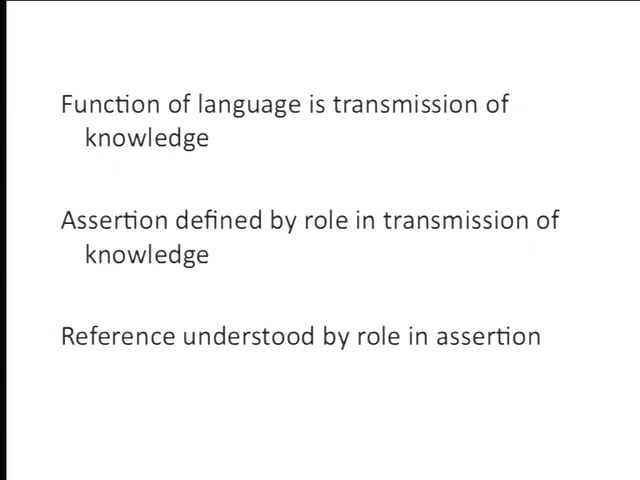 Function of language is transmission of
knowledge
Assertion defined by role in transmission of
knowledge
Reference understood by role in assertion